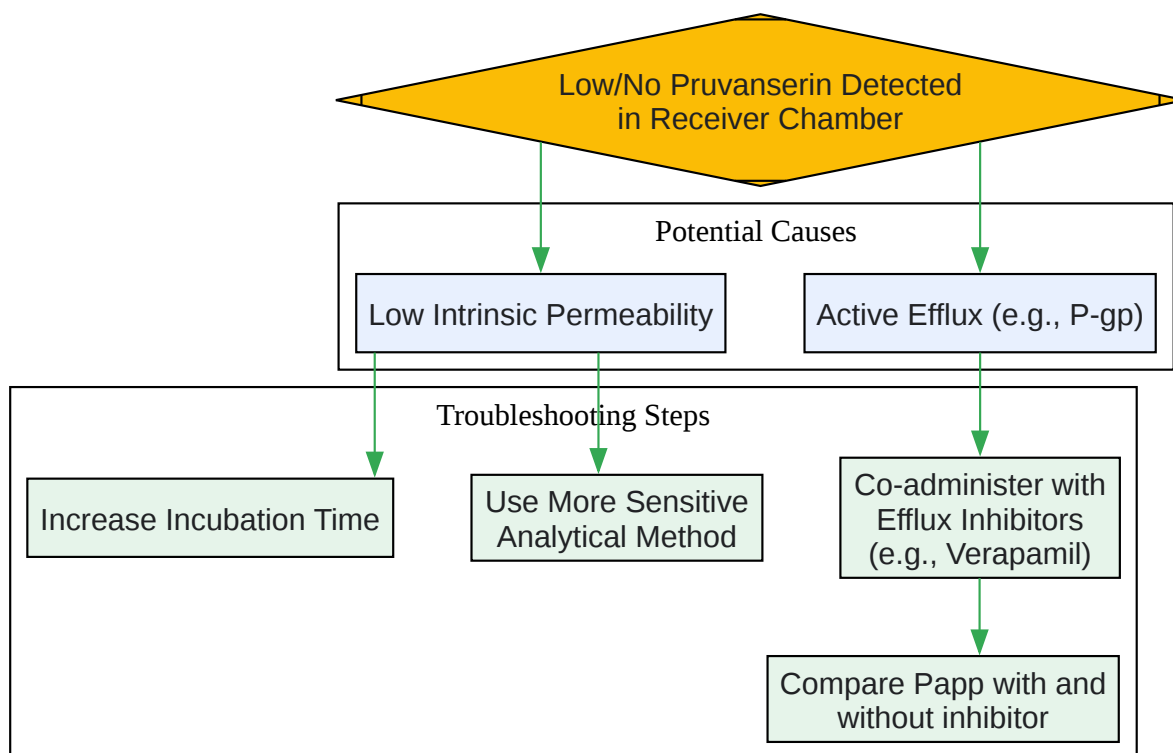 Low/No Pruvanserin Detected
in Receiver Chamber
Potential Causes
Low Intrinsic Permeability
Active Efflux (e.g., P-gp)
Troubleshooting Steps
Increase Incubation Time
Use More Sensitive
Analytical Method
Co-administer with
Efflux Inhibitors
(e.g., Verapamil)
Compare Papp with and
without inhibitor